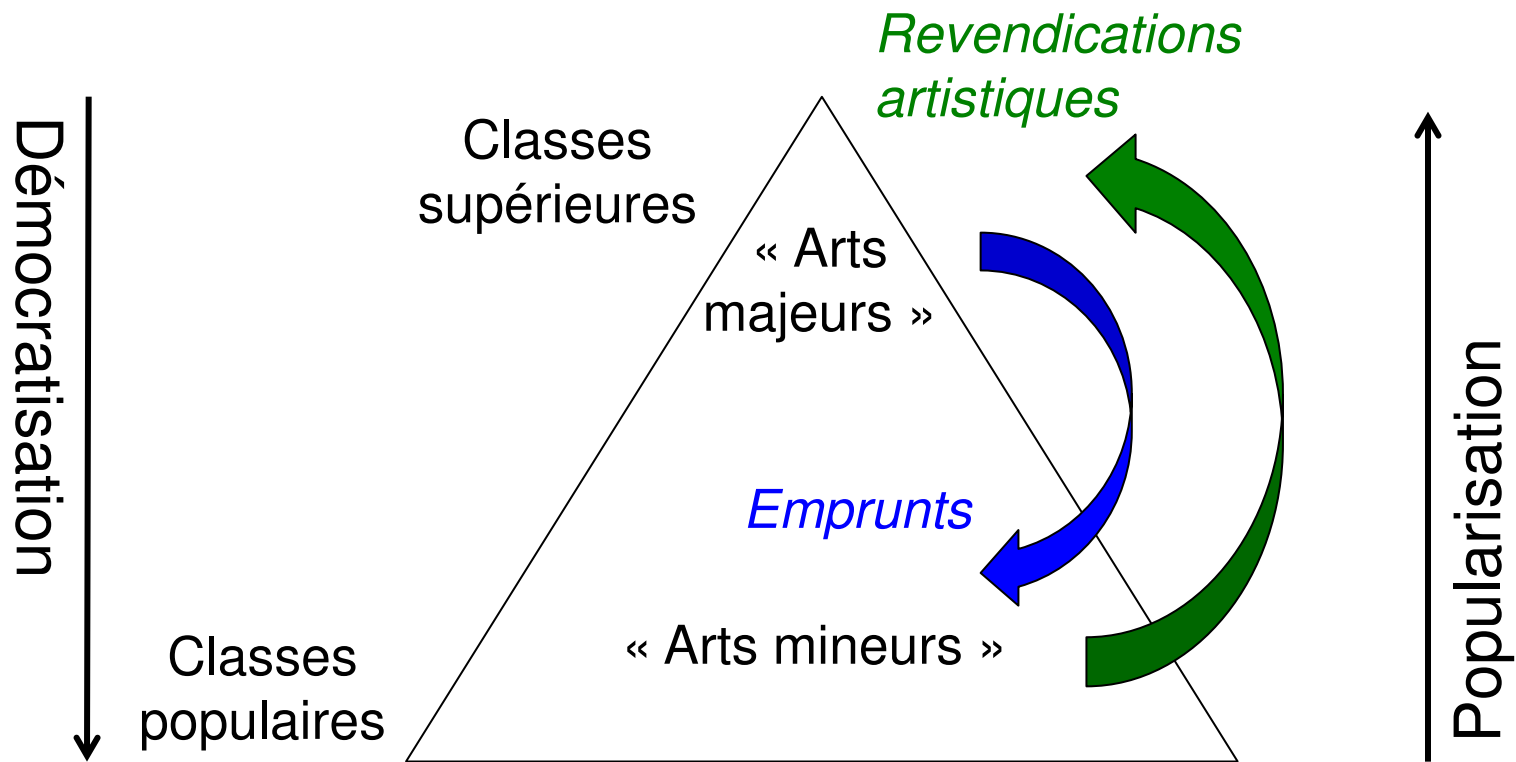 Revendications
artistiques
Démocratisation
Classes
supérieures
« Arts
majeurs »
Emprunts
« Arts mineurs »
Classes
populaires
Popularisation